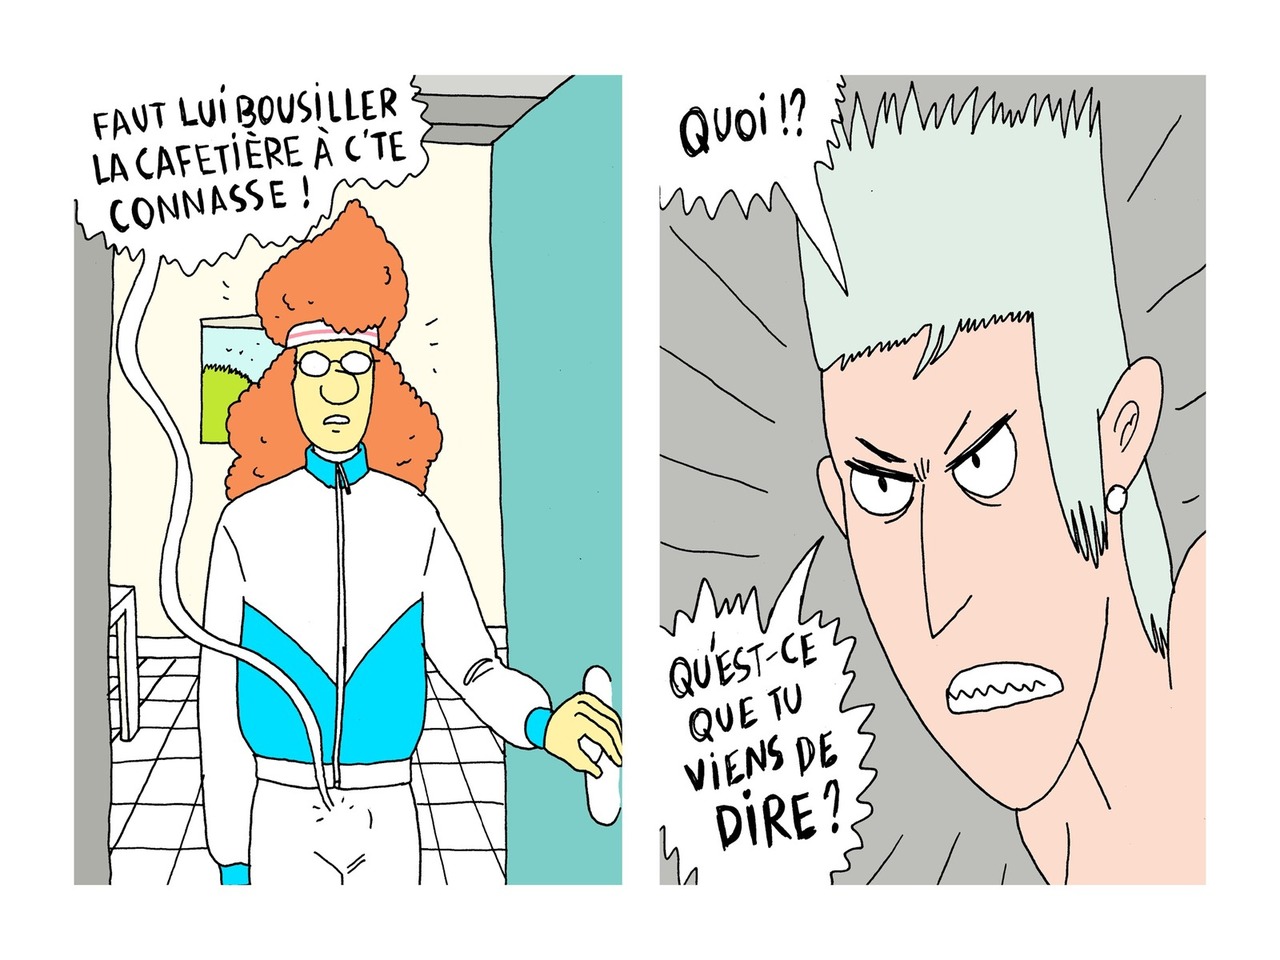 FAUT LUI BOUSILLER
LA CAFETIÈRE À C'TE
CONNASSE !
QUOI !?
QU'EST-CE
QUE TU
VIENS DE
DIRE ?